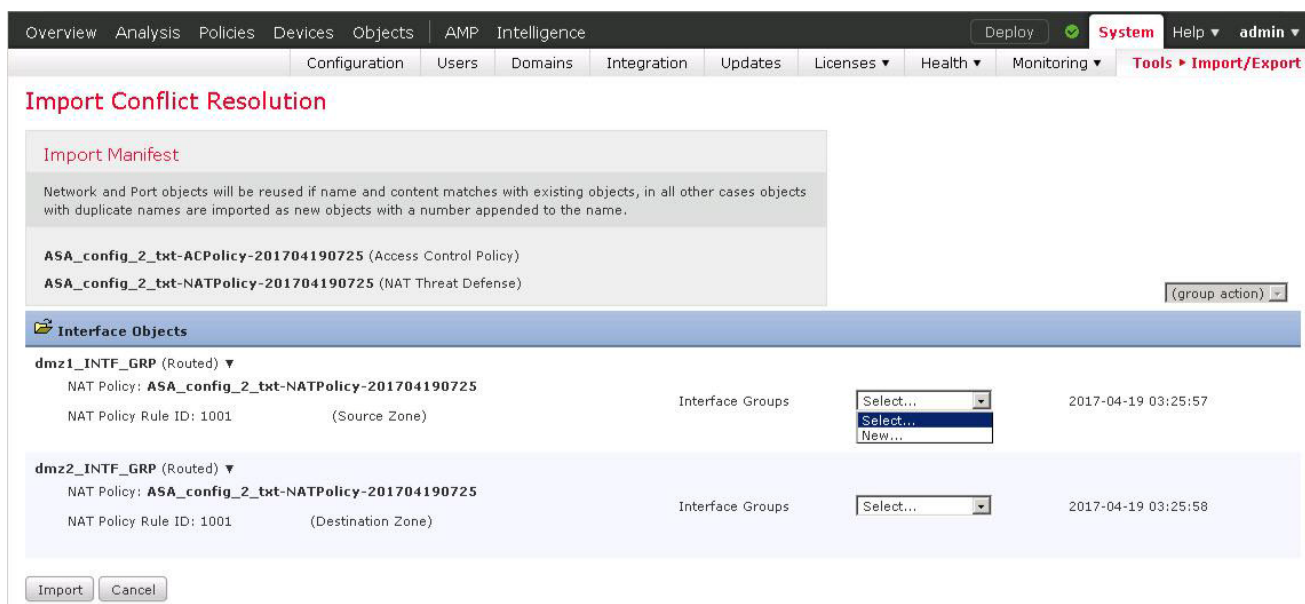 Overview Analysis Policies Devices Objects AMP Intelligence Deploy System Help ▼ admin ▼
Configuration Users Domains Integration Updates Licenses ▼ Health ▼ Monitoring ▼ Tools ▸ Import/Export
Import Conflict Resolution
Import Manifest
Network and Port objects will be reused if name and content matches with existing objects, in all other cases objects
with duplicate names are imported as new objects with a number appended to the name.
ASA_config_2_txt-ACPolicy-201704190725 (Access Control Policy)
ASA_config_2_txt-NATPolicy-201704190725 (NAT Threat Defense)
(group action)
Interface Objects
dmz1_INTF_GRP (Routed) ▼
NAT Policy: ASA_config_2_txt-NATPolicy-201704190725
Interface Groups Select... 2017-04-19 03:25:57
NAT Policy Rule ID: 1001 (Source Zone)
Select...
New...
dmz2_INTF_GRP (Routed) ▼
NAT Policy: ASA_config_2_txt-NATPolicy-201704190725
Interface Groups Select... 2017-04-19 03:25:58
NAT Policy Rule ID: 1001 (Destination Zone)
Import Cancel